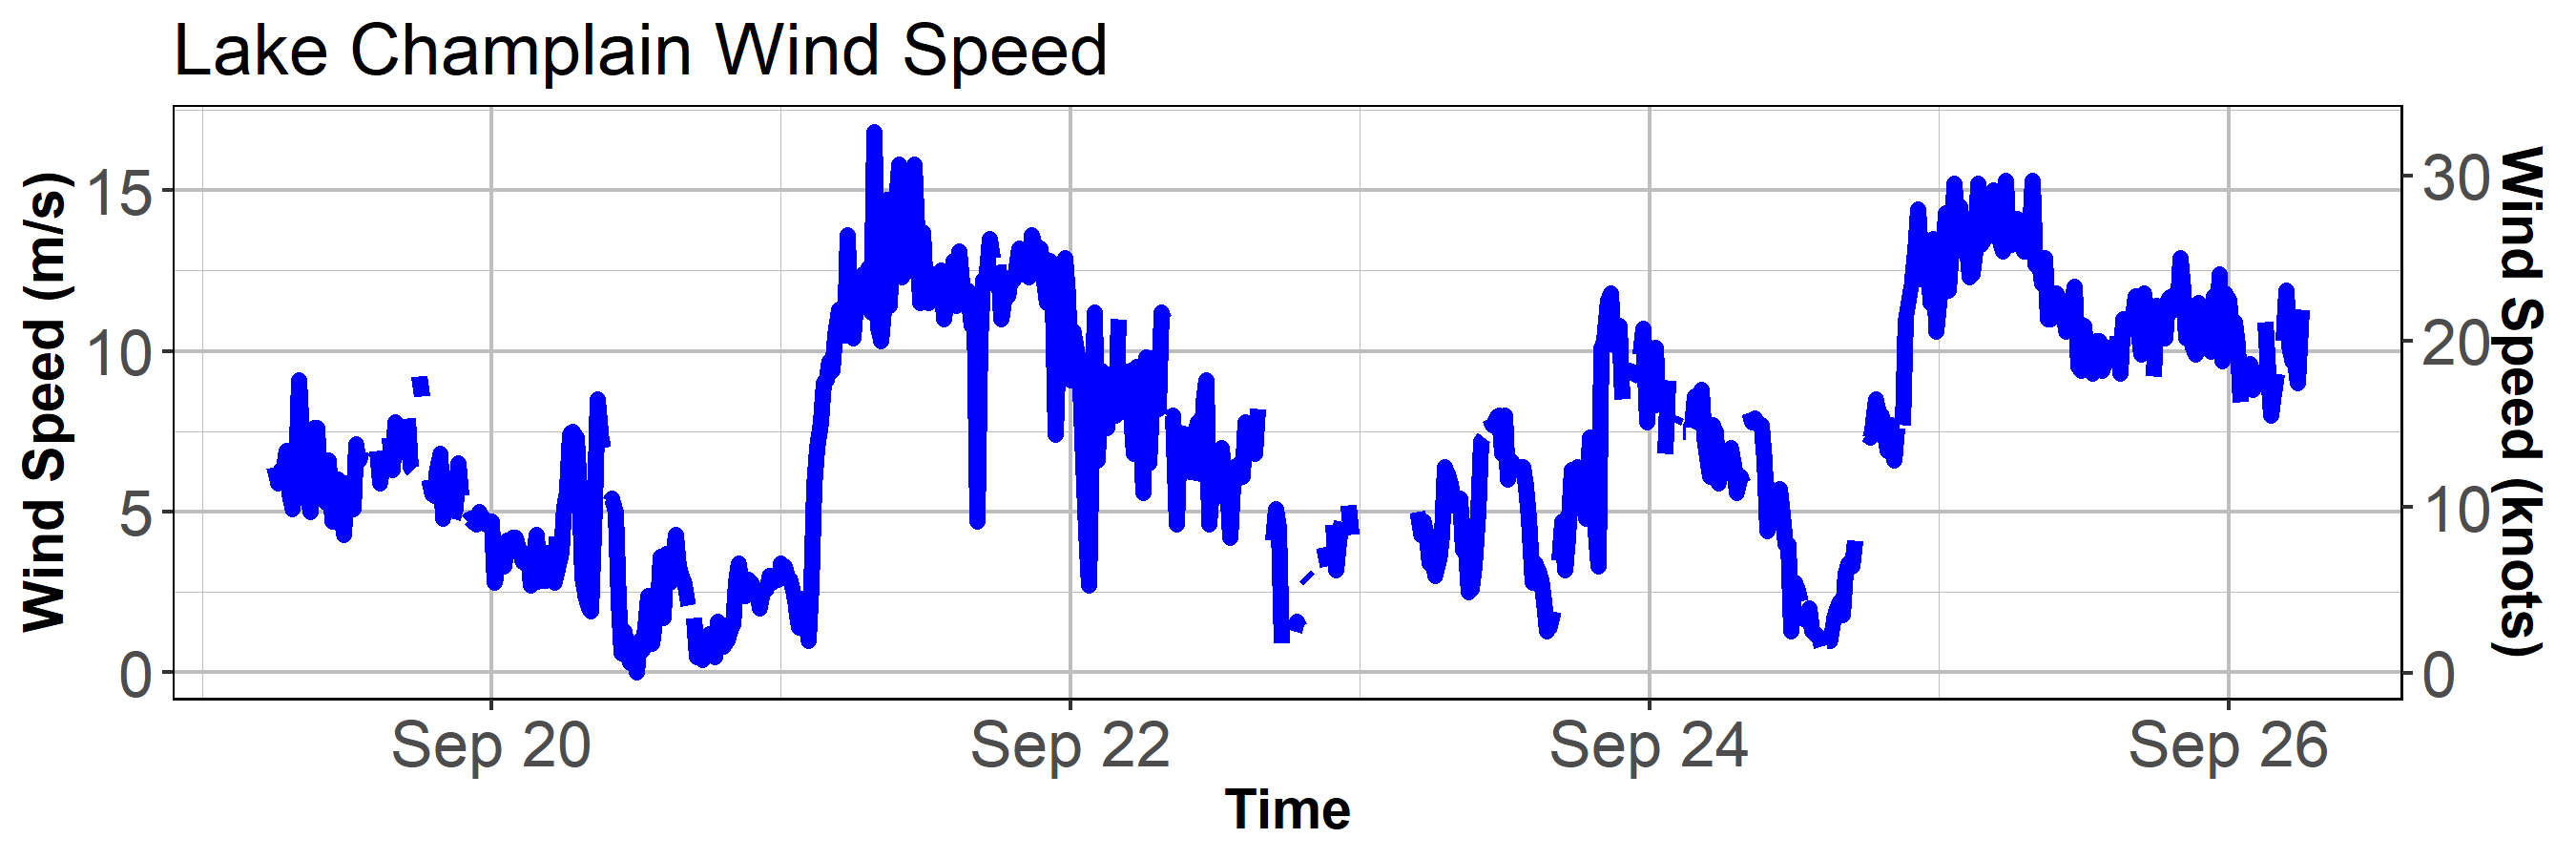 Lake Champlain Wind Speed
Wind Speed (m/s)
15
10
5
0
30
20
10
0
Wind Speed (knots)
Sep 20
Sep 22
Sep 24
Sep 26
Time